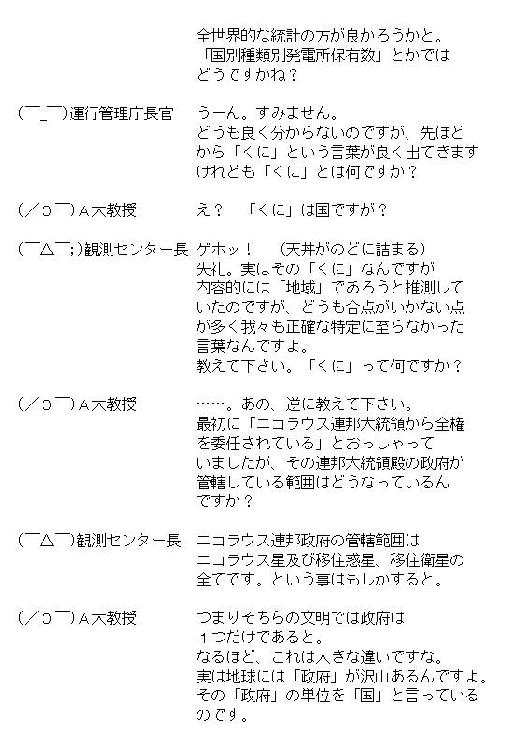 全世界的な統計の方が良かろうかと。
「国別種類別発電所保有数」とかでは
どうですかね？
(￣_￣)運行管理庁長官　うーん。すみません。
どうも良く分からないのですが、先ほど
から「くに」という言葉が良く出てきます
けれども「くに」とは何ですか？
(／０￣)Ａ大教授　え？　「くに」は国ですが？
(￣△￣;)観測センター長　ゲホッ！　（天井がのどに詰まる）
失礼。実はその「くに」なんですが
内容的にに「地域」であろうと推測して
いたのですが、どうも合点がいかない点
が多く我々も正確な特定に至らなかった
言葉なんですよ。
教えて下さい。「くに」って何ですか？
(／０￣)Ａ大教授　……。あの、逆に教えて下さい。
最初に「ニコラウス連邦大統領から全権
を委任されている」とおっしゃって
いましたが、その連邦大統領殿の政府が
管轄している範囲はどうなっているん
ですか？
(￣△￣)観測センター長　ニコラウス連邦政府の管轄範囲は
ニコラウス星及び移住惑星、移住衛星の
全てです。という事はもしかすると。
(／０￣)Ａ大教授　つまりそちらの文明では政府は
１つだけであると。
なるほど、これは大きな違いですな。
実は地球には「政府」が沢山あるんですよ。
その「政府」の単位を「国」と言っている
のです。